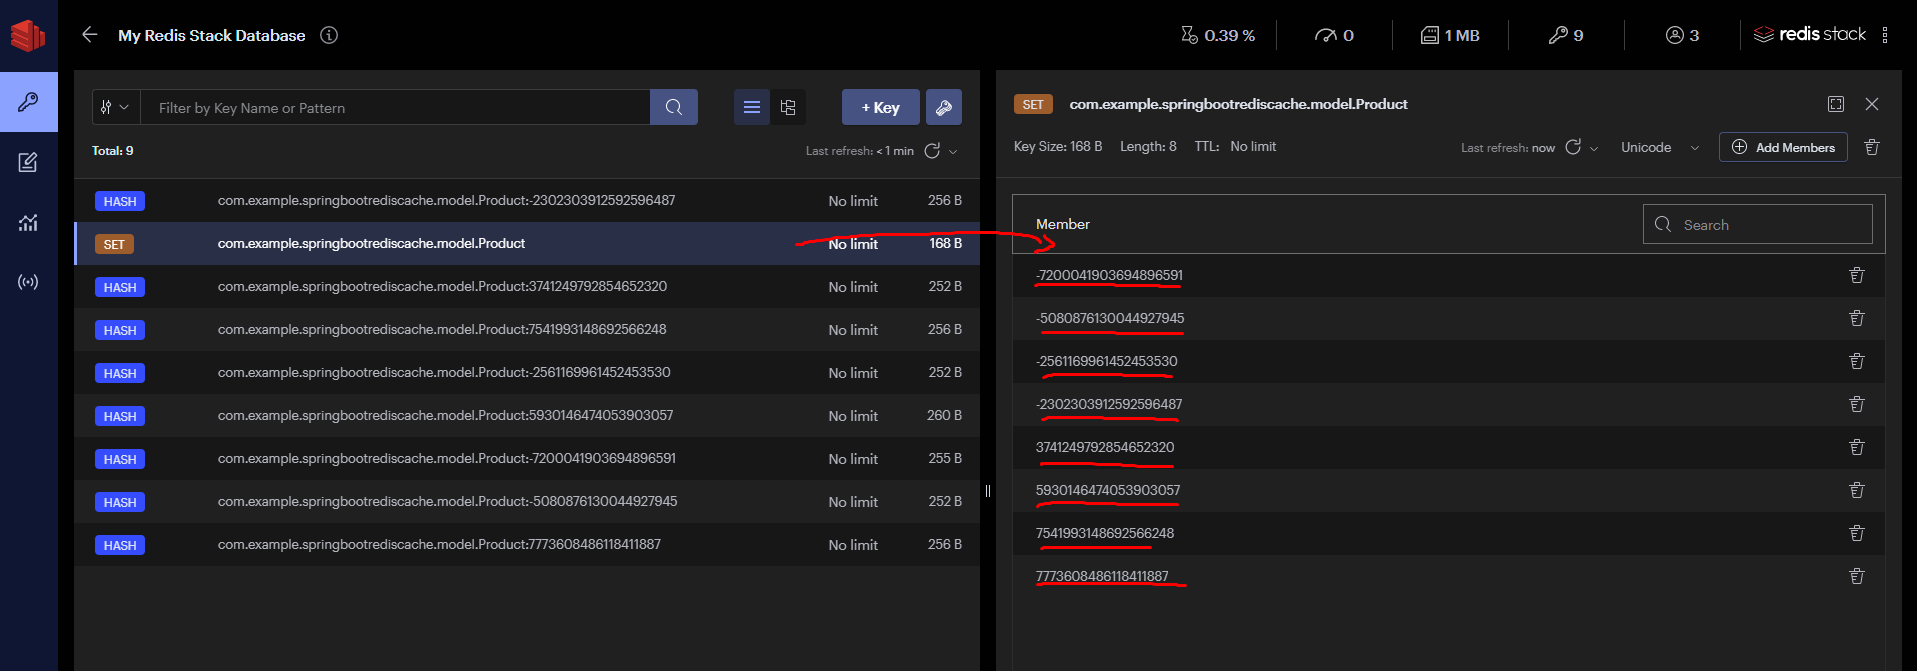 My Redis Stack Database
0.39 %
0
1 MB
9
3
redis stack
Filter by Key Name or Pattern
+ Key
Total: 9
Last refresh: < 1 min
HASH com.example.springbootrediscache.model.Product:-2302303912592596487 No limit 256 B
SET com.example.springbootrediscache.model.Product No limit 168 B
HASH com.example.springbootrediscache.model.Product:3741249792854652320 No limit 252 B
HASH com.example.springbootrediscache.model.Product:7541993148692566248 No limit 256 B
HASH com.example.springbootrediscache.model.Product:-2561169961452453530 No limit 252 B
HASH com.example.springbootrediscache.model.Product:5930146474053903057 No limit 260 B
HASH com.example.springbootrediscache.model.Product:-7200041903694896591 No limit 255 B
HASH com.example.springbootrediscache.model.Product:-5080876130044927945 No limit 252 B
HASH com.example.springbootrediscache.model.Product:7773608486118411887 No limit 256 B
SET com.example.springbootrediscache.model.Product
Key Size: 168 B Length: 8 TTL: No limit
Last refresh: now
Unicode
Add Members
Member
Search
-7200041903694896591
-5080876130044927945
-2561169961452453530
-2302303912592596487
3741249792854652320
5930146474053903057
7541993148692566248
7773608486118411887